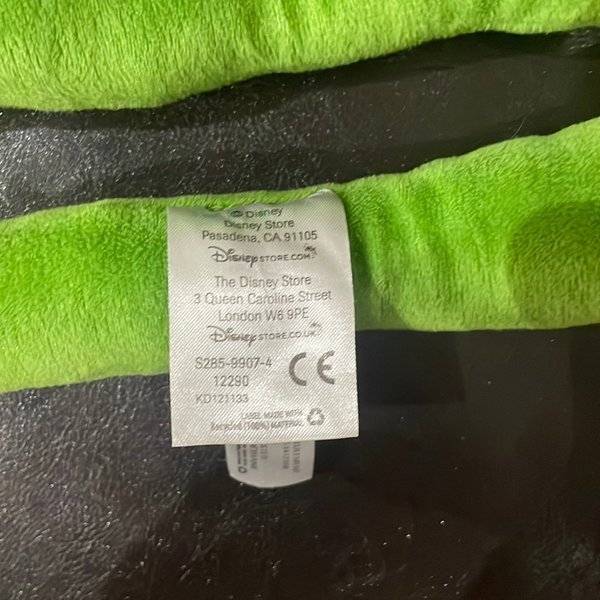 © Disney
Disney Store
Pasadena, CA 91105
DISNEYSTORE.COM
The Disney Store
3 Queen Caroline Street
London W6 9PE
DISNEYSTORE.CO.UK
S285-9907-4
12290
CE
KD121133
LABEL MADE WITH
Recycled (100%) MATERIAL